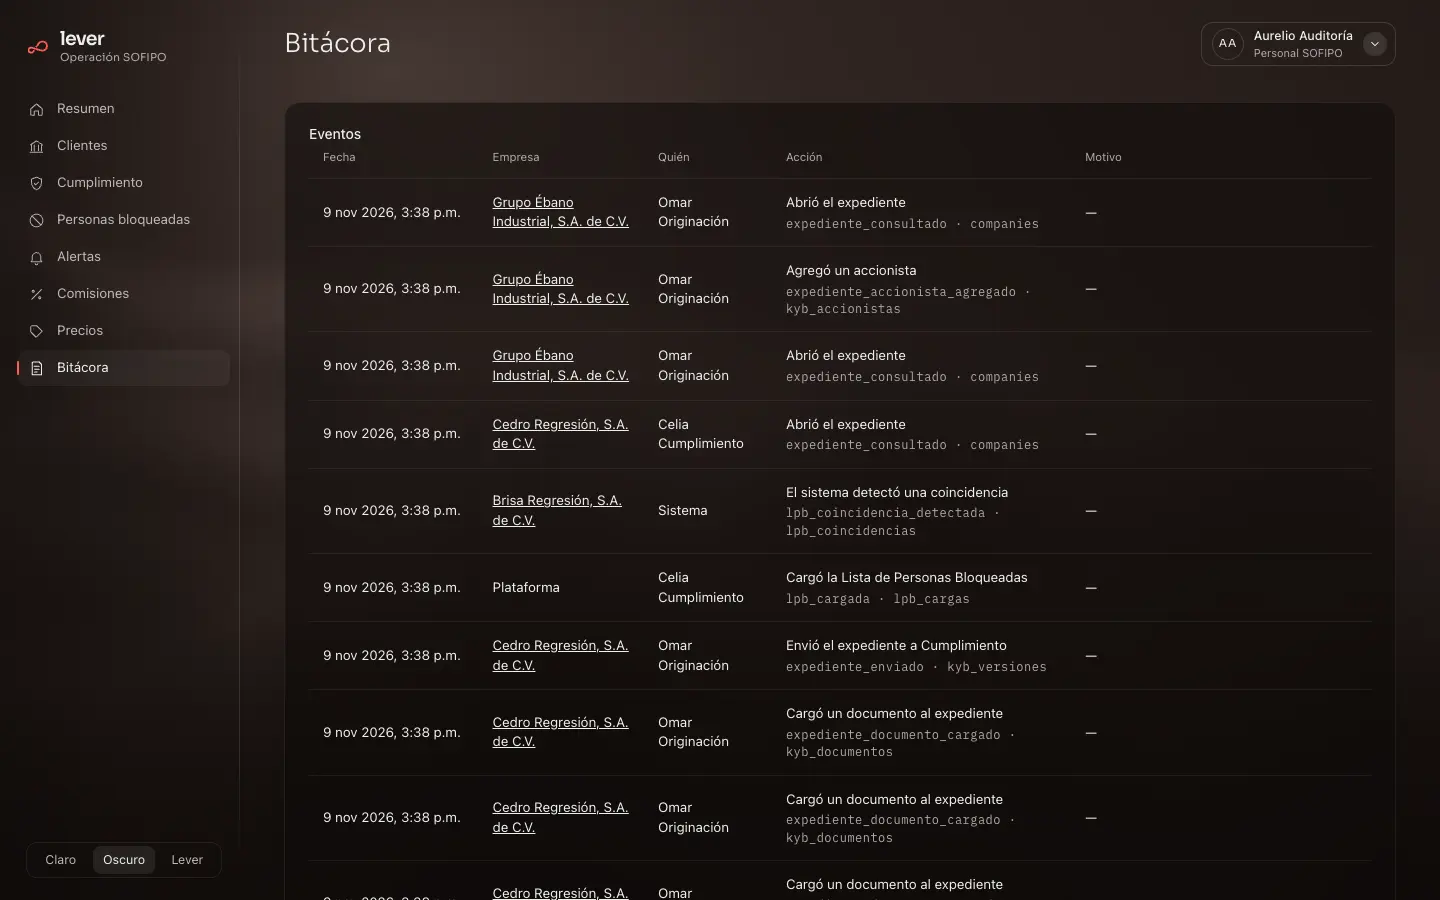 lever
Operación SOFIPO
Resumen
Clientes
Cumplimiento
Personas bloqueadas
Alertas
Comisiones
Precios
Bitácora
Claro Oscuro Lever
Bitácora
AA
Aurelio Auditoría
Personal SOFIPO
Eventos
Fecha Empresa Quién Acción Motivo
9 nov 2026, 3:38 p.m.
Grupo Ébano
Industrial, S.A. de C.V.
Omar
Originación
Abrió el expediente
expediente_consultado · companies
—
9 nov 2026, 3:38 p.m.
Grupo Ébano
Industrial, S.A. de C.V.
Omar
Originación
Agregó un accionista
expediente_accionista_agregado ·
kyb_accionistas
—
9 nov 2026, 3:38 p.m.
Grupo Ébano
Industrial, S.A. de C.V.
Omar
Originación
Abrió el expediente
expediente_consultado · companies
—
9 nov 2026, 3:38 p.m.
Cedro Regresión, S.A.
de C.V.
Celia
Cumplimiento
Abrió el expediente
expediente_consultado · companies
—
9 nov 2026, 3:38 p.m.
Brisa Regresión, S.A.
de C.V.
Sistema
El sistema detectó una coincidencia
lpb_coincidencia_detectada ·
lpb_coincidencias
—
9 nov 2026, 3:38 p.m.
Plataforma
Celia
Cumplimiento
Cargó la Lista de Personas Bloqueadas
lpb_cargada · lpb_cargas
—
9 nov 2026, 3:38 p.m.
Cedro Regresión, S.A.
de C.V.
Omar
Originación
Envió el expediente a Cumplimiento
expediente_enviado · kyb_versiones
—
9 nov 2026, 3:38 p.m.
Cedro Regresión, S.A.
de C.V.
Omar
Originación
Cargó un documento al expediente
expediente_documento_cargado ·
kyb_documentos
—
9 nov 2026, 3:38 p.m.
Cedro Regresión, S.A.
de C.V.
Omar
Originación
Cargó un documento al expediente
expediente_documento_cargado ·
kyb_documentos
—
Cedro Regresión, S.A.
Omar
Cargó un documento al expediente